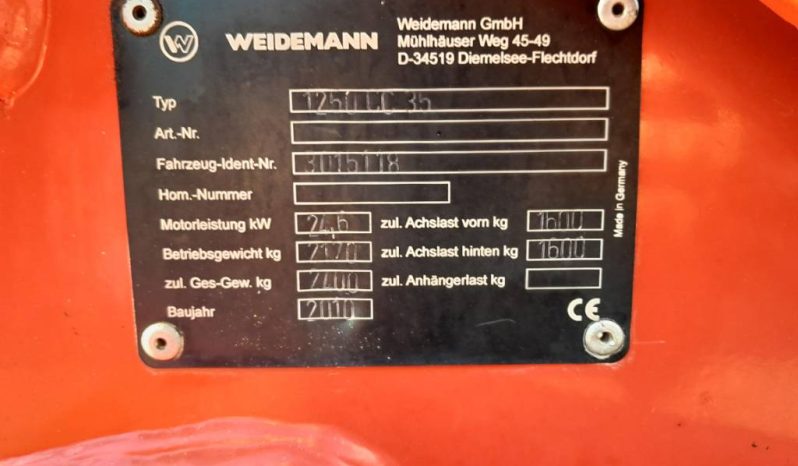 W WEIDEMANN
Weidemann GmbH
Mühlhäuser Weg 45-49
D-34519 Diemelsee-Flechtdorf
Typ 1250 CC 35
Art.-Nr.
Fahrzeug-Ident-Nr.
Hom.-Nummer
Motorleistung kW 24,6 zul. Achslast vorn kg 1600
Betriebsgewicht kg 2170 zul. Achslast hinten kg 1600
zul. Ges-Gew. kg 2400 zul. Anhängerlast kg
Baujahr 2010
CE
Made in Germany